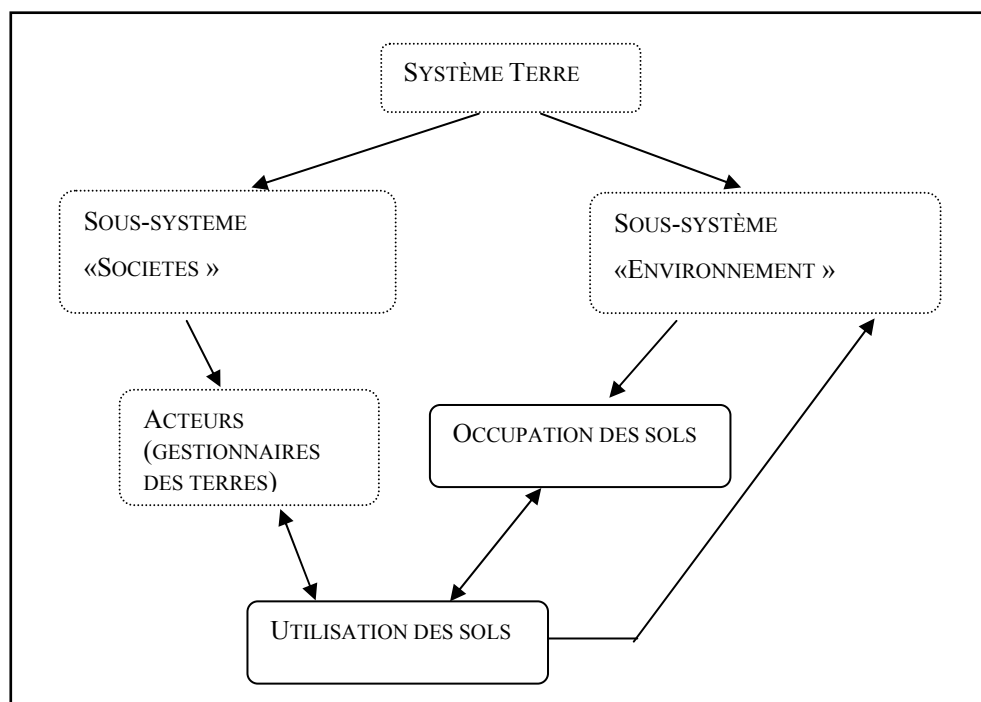 SYSTÈME TERRE
SOUS-SYSTEME
«SOCIETES »
SOUS-SYSTÈME
«ENVIRONNEMENT »
ACTEURS
(GESTIONNAIRES
DES TERRES)
OCCUPATION DES SOLS
UTILISATION DES SOLS